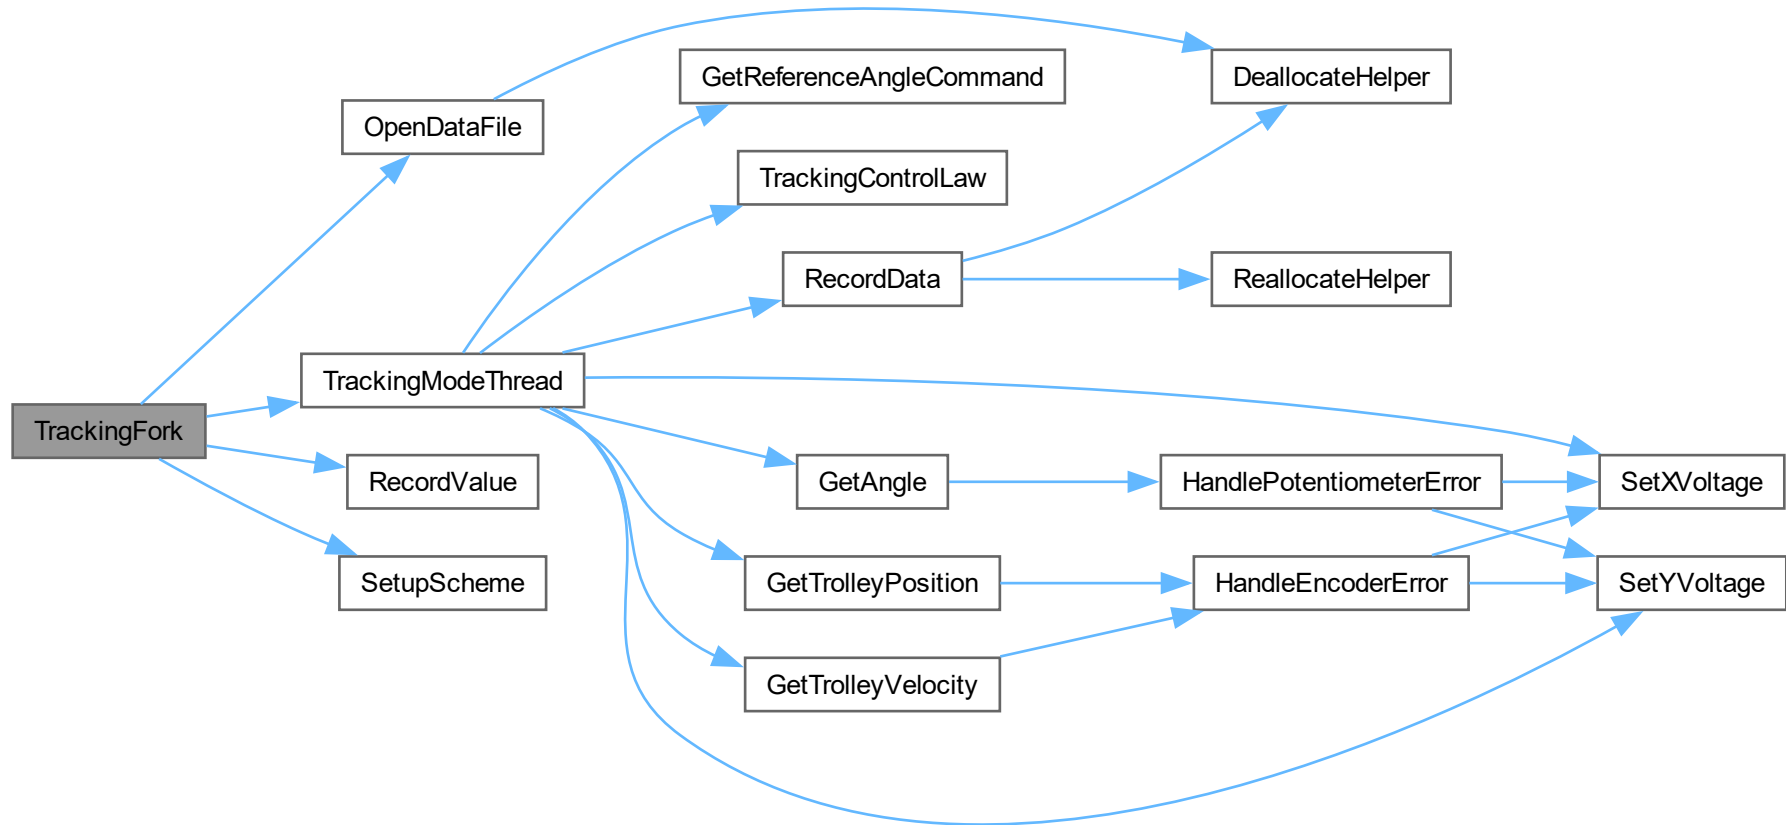 GetReferenceAngleCommand
DeallocateHelper
OpenDataFile
TrackingControlLaw
RecordData
ReallocateHelper
TrackingModeThread
TrackingFork
RecordValue
GetAngle
HandlePotentiometerError
SetXVoltage
SetupScheme
GetTrolleyPosition
HandleEncoderError
SetYVoltage
GetTrolleyVelocity